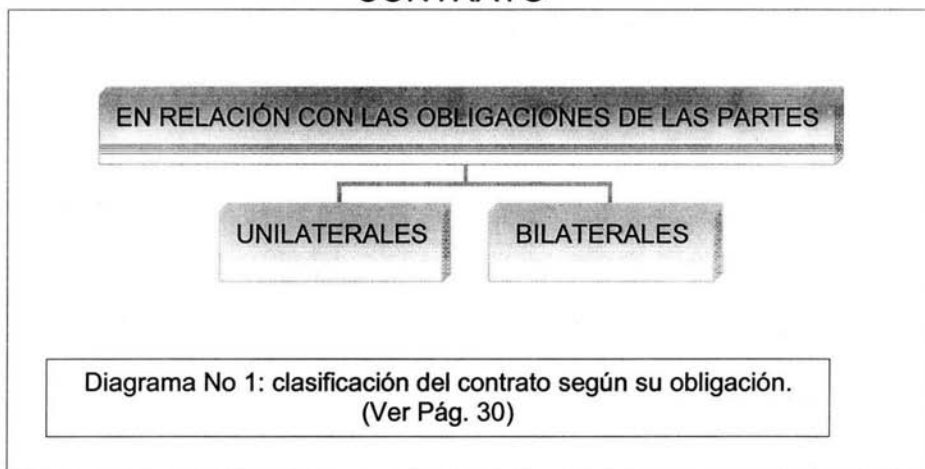 CONTRATO
EN RELACIÓN CON LAS OBLIGACIONES DE LAS PARTES
UNILATERALES
BILATERALES
Diagrama No 1: clasificación del contrato según su obligación.
(Ver Pág. 30)